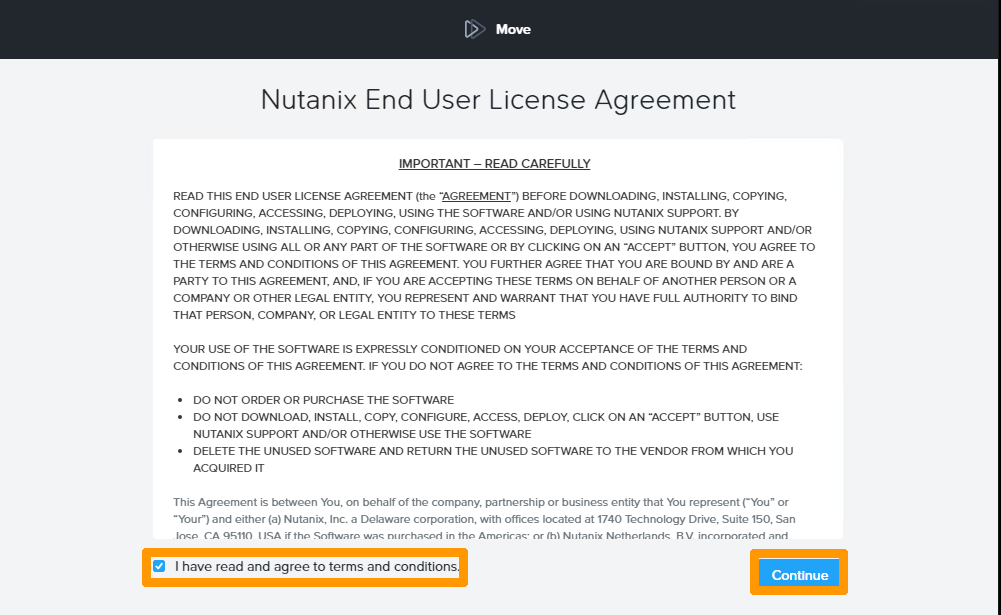 Move
Nutanix End User License Agreement
IMPORTANT – READ CAREFULLY
READ THIS END USER LICENSE AGREEMENT (the “AGREEMENT”) BEFORE DOWNLOADING, INSTALLING, COPYING,
CONFIGURING, ACCESSING, DEPLOYING, USING THE SOFTWARE AND/OR USING NUTANIX SUPPORT. BY
DOWNLOADING, INSTALLING, COPYING, CONFIGURING, ACCESSING, DEPLOYING, USING NUTANIX SUPPORT AND/OR
OTHERWISE USING ALL OR ANY PART OF THE SOFTWARE OR BY CLICKING ON AN “ACCEPT” BUTTON, YOU AGREE TO
THE TERMS AND CONDITIONS OF THIS AGREEMENT. YOU FURTHER AGREE THAT YOU ARE BOUND BY AND ARE A
PARTY TO THIS AGREEMENT, AND, IF YOU ARE ACCEPTING THESE TERMS ON BEHALF OF ANOTHER PERSON OR A
COMPANY OR OTHER LEGAL ENTITY, YOU REPRESENT AND WARRANT THAT YOU HAVE FULL AUTHORITY TO BIND
THAT PERSON, COMPANY, OR LEGAL ENTITY TO THESE TERMS
YOUR USE OF THE SOFTWARE IS EXPRESSLY CONDITIONED ON YOUR ACCEPTANCE OF THE TERMS AND
CONDITIONS OF THIS AGREEMENT. IF YOU DO NOT AGREE TO THE TERMS AND CONDITIONS OF THIS AGREEMENT:
• DO NOT ORDER OR PURCHASE THE SOFTWARE
• DO NOT DOWNLOAD, INSTALL, COPY, CONFIGURE, ACCESS, DEPLOY, CLICK ON AN “ACCEPT” BUTTON, USE
NUTANIX SUPPORT AND/OR OTHERWISE USE THE SOFTWARE
• DELETE THE UNUSED SOFTWARE AND RETURN THE UNUSED SOFTWARE TO THE VENDOR FROM WHICH YOU
ACQUIRED IT
This Agreement is between You, on behalf of the company, partnership or business entity that You represent (“You” or
“Your”) and either (a) Nutanix, Inc. a Delaware corporation, with offices located at 1740 Technology Drive, Suite 150, San
Jose, CA 95110, USA if the Software was purchased in the Americas; or (b) Nutanix Netherlands, B.V. incorporated and
I have read and agree to terms and conditions.
Continue